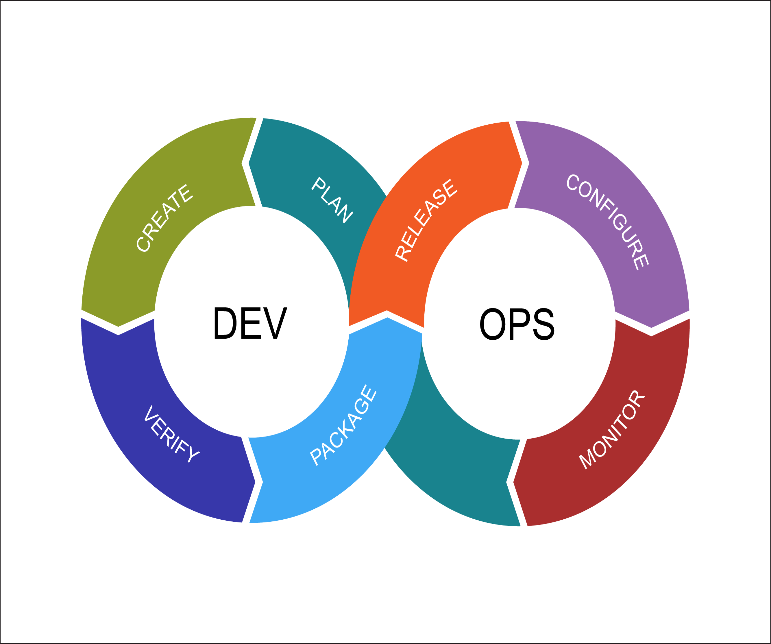 CREATE
PLAN
RELEASE
CONFIGURE
DEV
OPS
VERIFY
PACKAGE
MONITOR